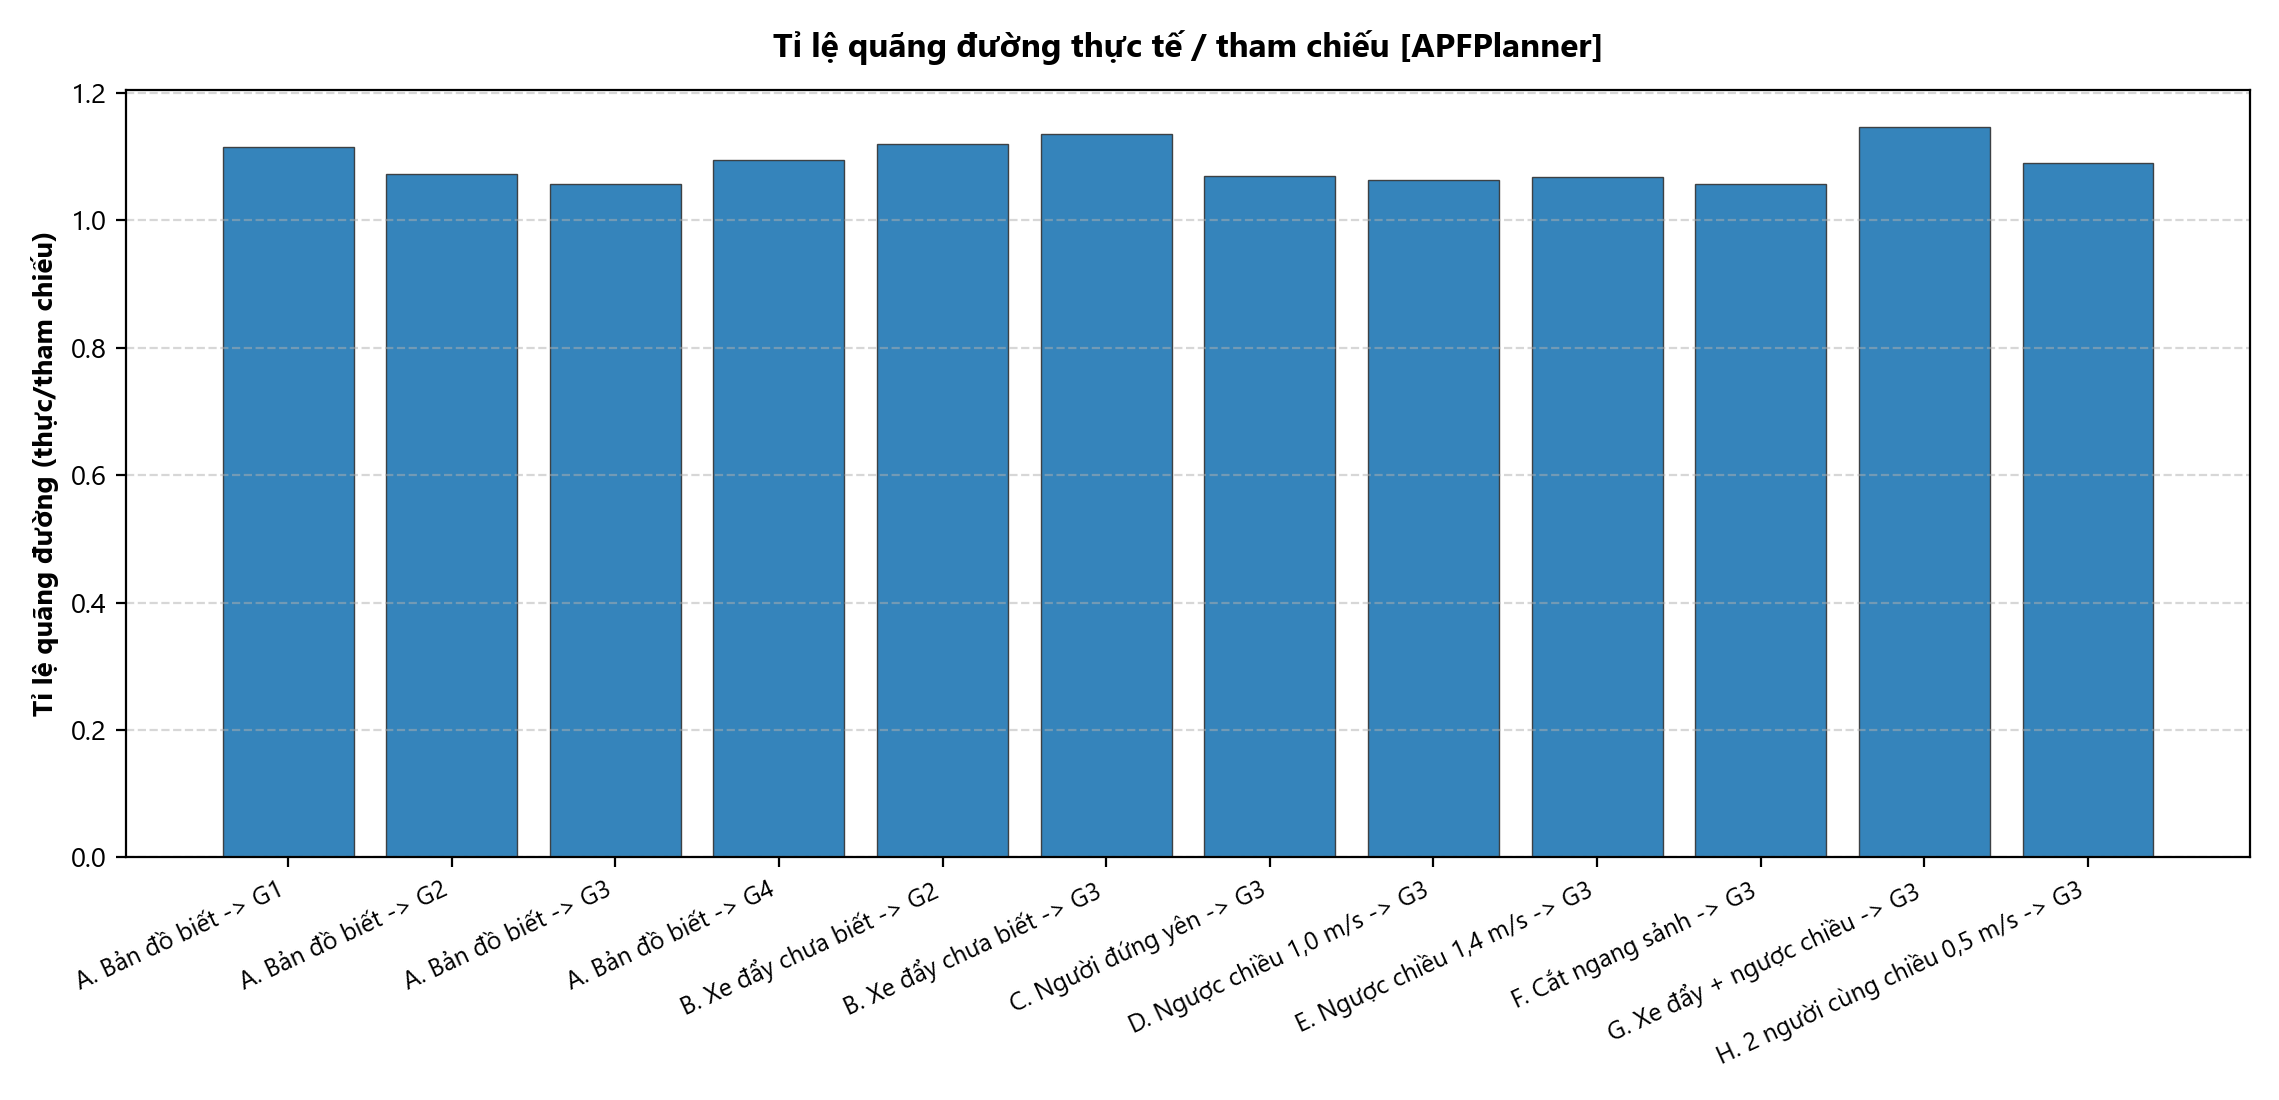 Tỉ lệ quãng đường thực tế / tham chiếu [APFPlanner]
Tỉ lệ quãng đường (thực/tham chiếu)
1.2
1.0
0.8
0.6
0.4
0.2
0.0
A. Bản đồ biết -> G1
A. Bản đồ biết -> G2
A. Bản đồ biết -> G3
A. Bản đồ biết -> G4
B. Xe đẩy chưa biết -> G2
B. Xe đẩy chưa biết -> G3
C. Người đứng yên -> G3
D. Ngược chiều 1,0 m/s -> G3
E. Ngược chiều 1,4 m/s -> G3
F. Cắt ngang sảnh -> G3
G. Xe đẩy + ngược chiều -> G3
H. 2 người cùng chiều 0,5 m/s -> G3